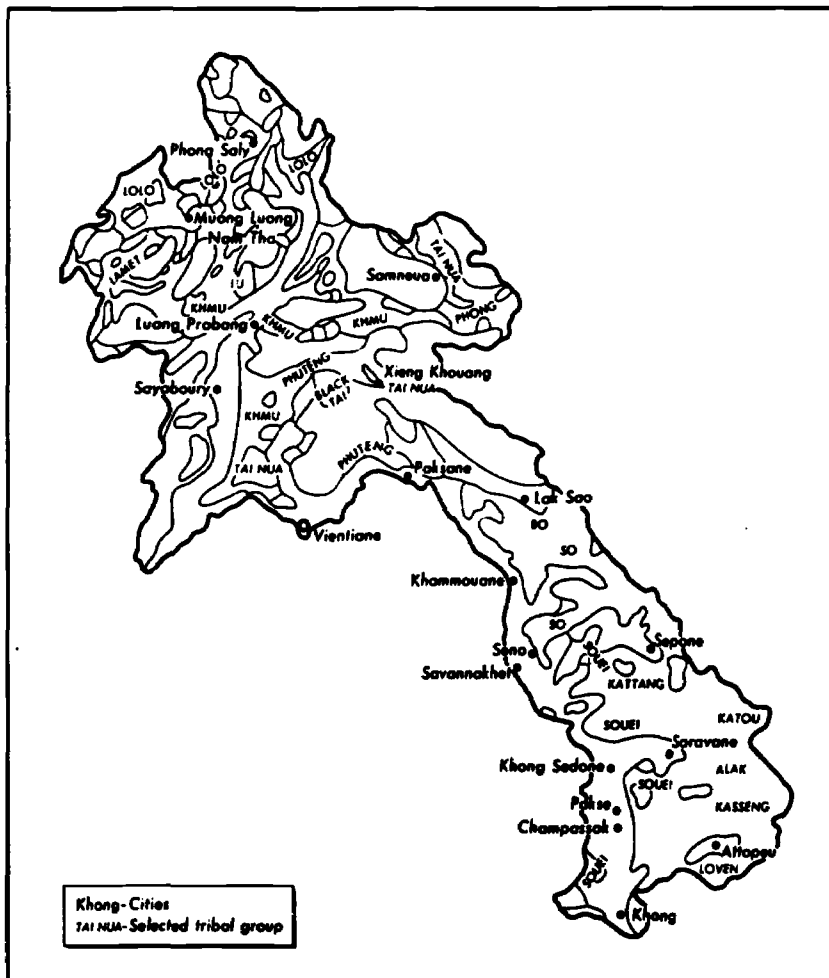 Phong Saly
LOLO
LOLO
LOLO
Muong Luong
Nam Tha
LAMET
LU
Samneua
TAI NUA
KHMU
KHMU
KHMU
PHONG
Luang Prabang
PHUTENG
Xieng Khouang
TAI NUA
Sayaboury
BLACK
TAI
KHMU
TAI NUA
PHUTENG
Paksane
Lak Sao
BO
Vientiane
SO
Khammouane
SO
Seno
SOUEI
Sepone
Savannakhet
KATTANG
KATOU
SOUEI
Saravane
Khong Sedone
SOUEI
ALAK
Pakse
KASSENG
Champassak
Attopeu
LOVEN
SOUEI
Khong
Khong-Cities
TAI NUA-Selected tribal group